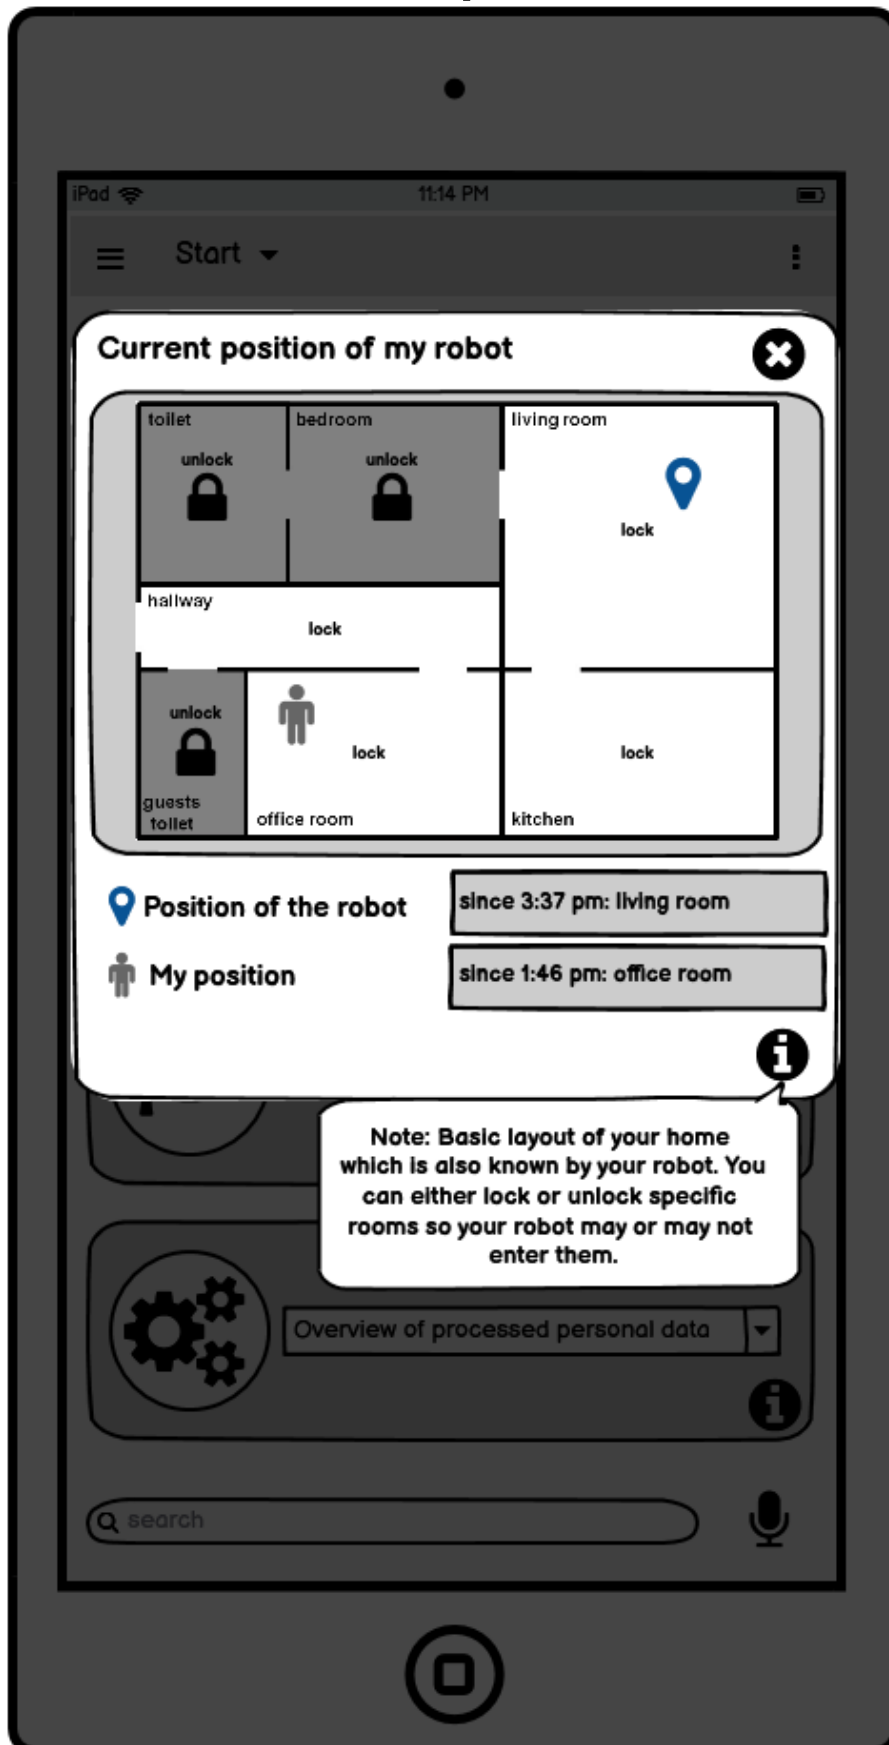 iPad
11:14 PM
Start
Current position of my robot
toilet
bedroom
living room
unlock
unlock
lock
hallway
lock
unlock
lock
lock
guests
toilet
office room
kitchen
Position of the robot
since 3:37 pm: living room
My position
since 1:46 pm: office room
Note: Basic layout of your home
which is also known by your robot. You
can either lock or unlock specific
rooms so your robot may or may not
enter them.
Overview of processed personal data
search